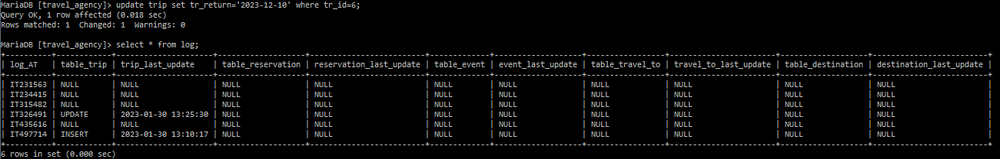 MariaDB [travel_agency]> update trip set tr_return='2023-12-10' where tr_id=6;
Query OK, 1 row affected (0.018 sec)
Rows matched: 1  Changed: 1  Warnings: 0
MariaDB [travel_agency]> select * from log;
+----------+------------+---------------------+-------------------+-------------------------+-------------+-------------------+-----------------+-----------------------+-------------------+-------------------------+
| log_AT   | table_trip | trip_last_update    | table_reservation | reservation_last_update | table_event | event_last_update | table_travel_to | travel_to_last_update | table_destination | destination_last_update |
+----------+------------+---------------------+-------------------+-------------------------+-------------+-------------------+-----------------+-----------------------+-------------------+-------------------------+
| IT231563 | NULL       | NULL                | NULL              | NULL                    | NULL        | NULL              | NULL            | NULL                  | NULL              | NULL                    |
| IT234415 | NULL       | NULL                | NULL              | NULL                    | NULL        | NULL              | NULL            | NULL                  | NULL              | NULL                    |
| IT315482 | NULL       | NULL                | NULL              | NULL                    | NULL        | NULL              | NULL            | NULL                  | NULL              | NULL                    |
| IT326491 | UPDATE     | 2023-01-30 13:25:30 | NULL              | NULL                    | NULL        | NULL              | NULL            | NULL                  | NULL              | NULL                    |
| IT435616 | NULL       | NULL                | NULL              | NULL                    | NULL        | NULL              | NULL            | NULL                  | NULL              | NULL                    |
| IT497714 | INSERT     | 2023-01-30 13:10:17 | NULL              | NULL                    | NULL        | NULL              | NULL            | NULL                  | NULL              | NULL                    |
+----------+------------+---------------------+-------------------+-------------------------+-------------+-------------------+-----------------+-----------------------+-------------------+-------------------------+
6 rows in set (0.000 sec)